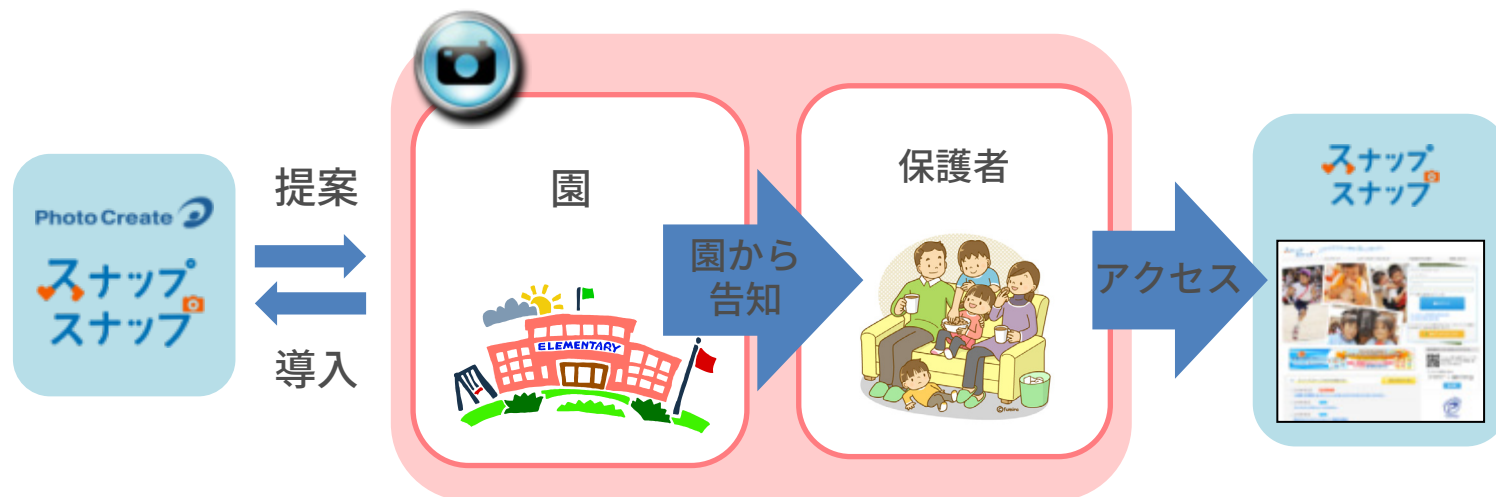 Photo Create
スナップ
スナップ
提案
導入
園
ELEMENTARY
園から
告知
保護者
©fumira
アクセス
スナップ
スナップ